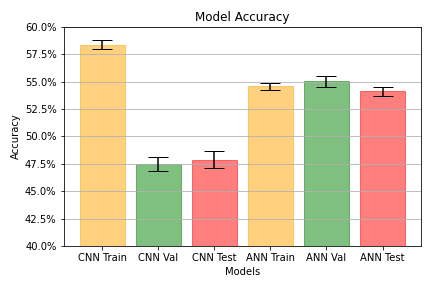 Model Accuracy
60.0%
57.5%
55.0%
52.5%
50.0%
47.5%
45.0%
42.5%
40.0%
Accuracy
CNN Train CNN Val CNN Test ANN Train ANN Val ANN Test
Models